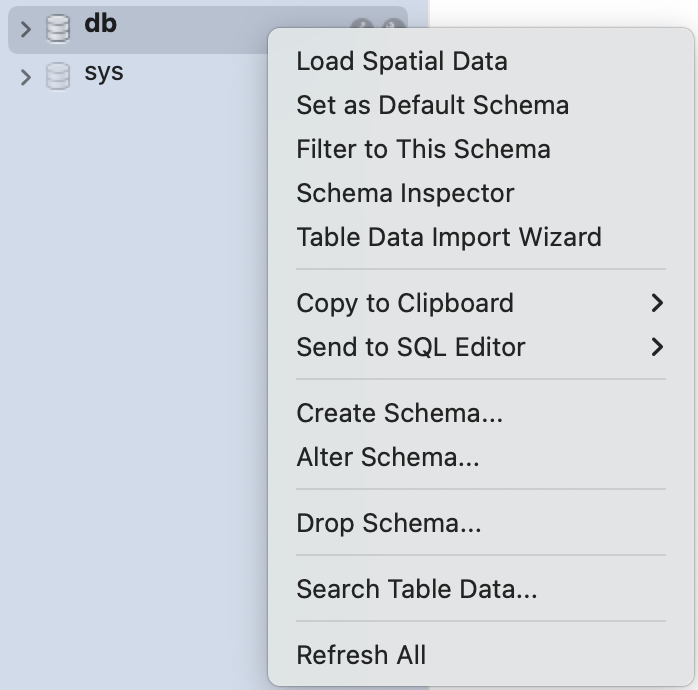 db
sys
Load Spatial Data
Set as Default Schema
Filter to This Schema
Schema Inspector
Table Data Import Wizard
Copy to Clipboard
Send to SQL Editor
Create Schema...
Alter Schema...
Drop Schema...
Search Table Data...
Refresh All